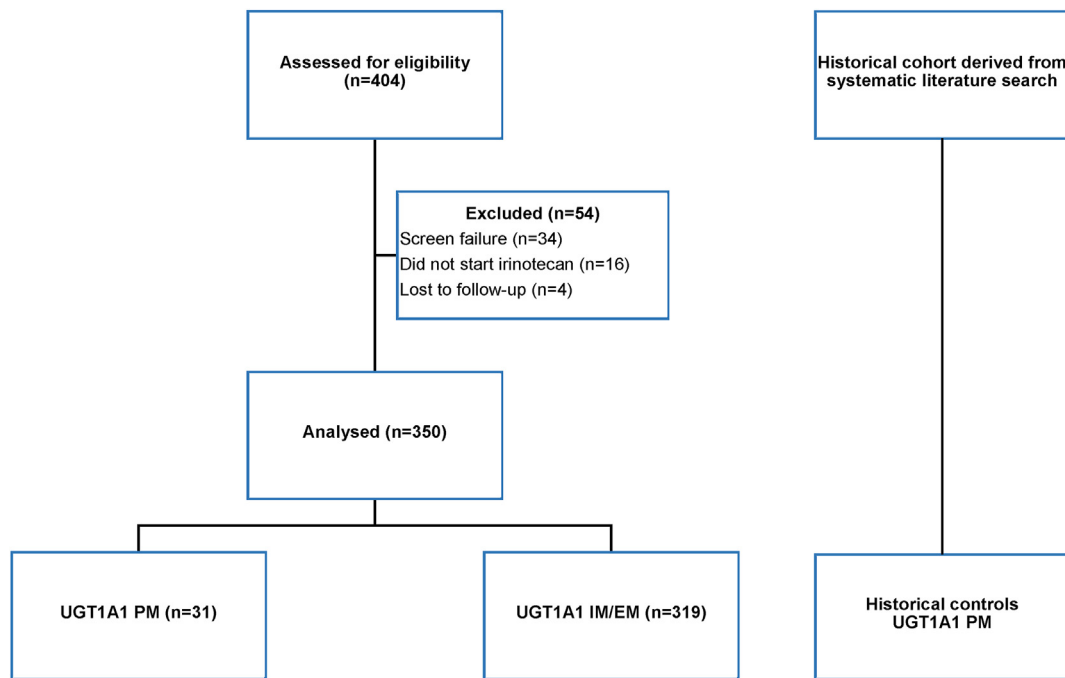 Assessed for eligibility
(n=404)
Historical cohort derived from
systematic literature search
Excluded (n=54)
Screen failure (n=34)
Did not start irinotecan (n=16)
Lost to follow-up (n=4)
Analysed (n=350)
UGT1A1 PM (n=31)
UGT1A1 IM/EM (n=319)
Historical controls
UGT1A1 PM